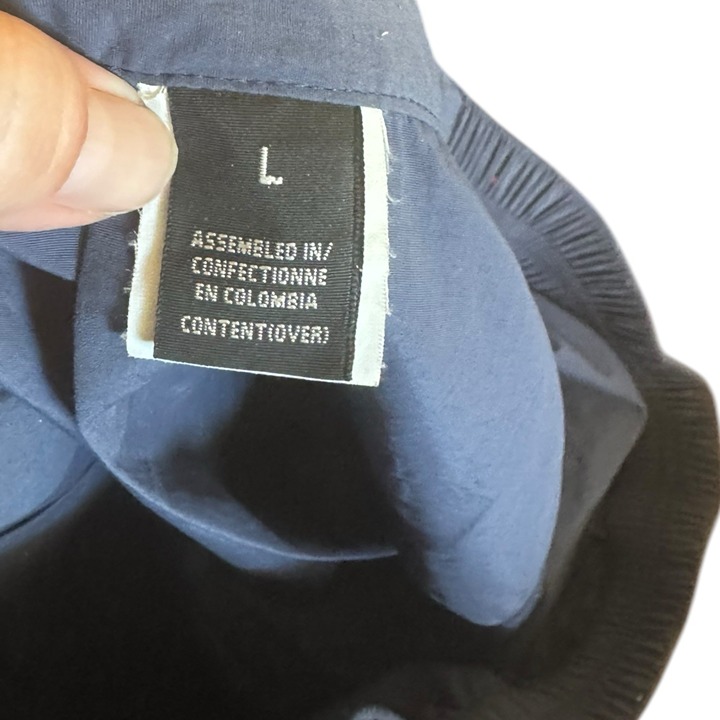 L
ASSEMBLED IN/
CONFECTIONNE
EN COLOMBIA
CONTENT(OVER)